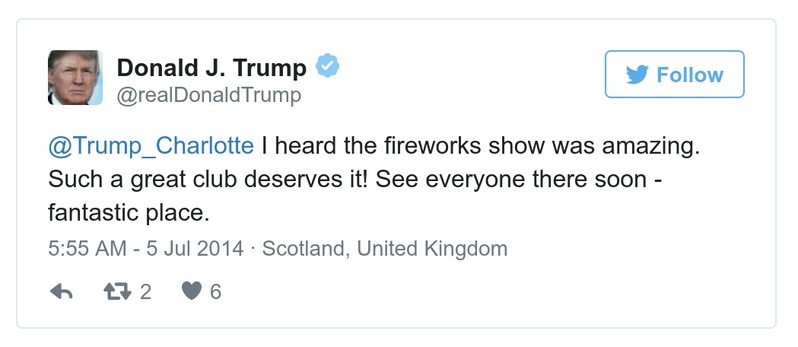 Donald J. Trump
@realDonaldTrump
Follow
@Trump_Charlotte I heard the fireworks show was amazing.
Such a great club deserves it! See everyone there soon -
fantastic place.
5:55 AM - 5 Jul 2014 · Scotland, United Kingdom
2 6